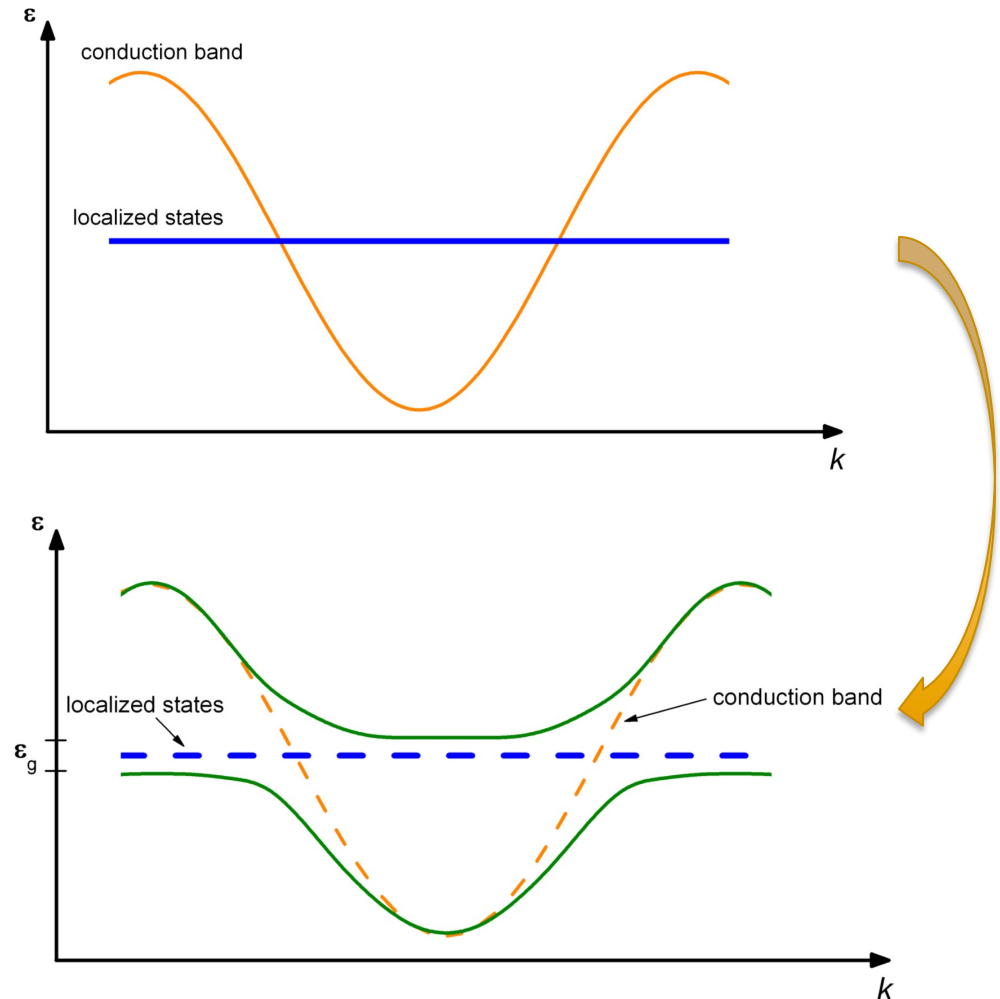 ε
conduction band
localized states
k
ε
localized states
conduction band
ε
g
k